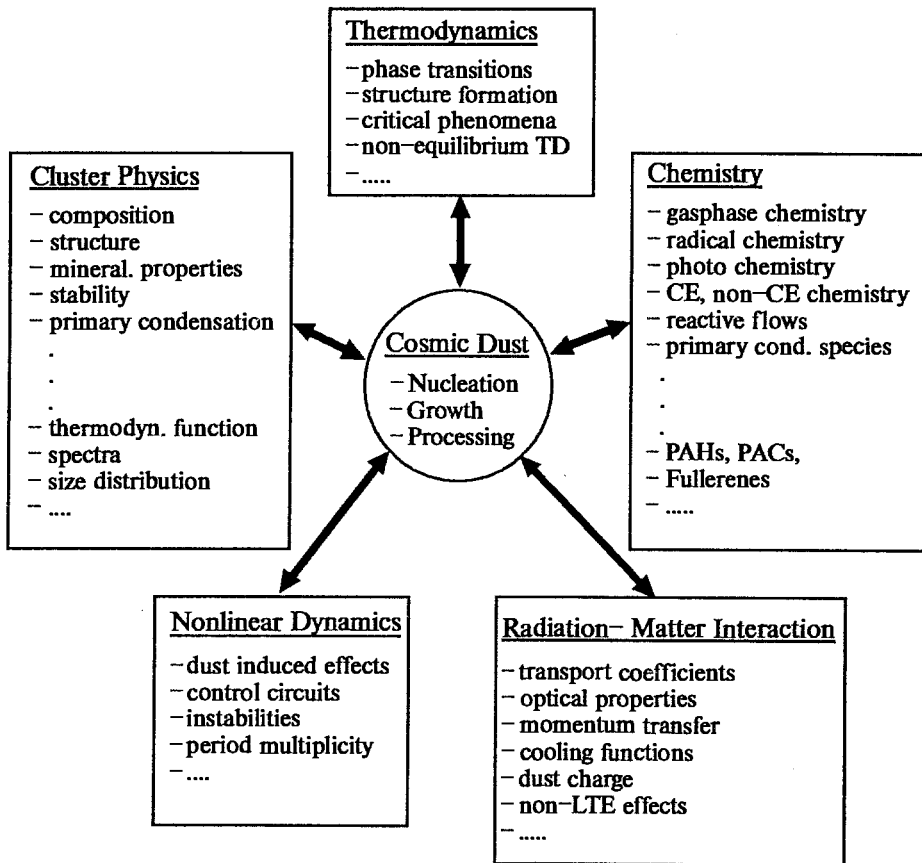 Thermodynamics
-phase transitions
-structure formation
-critical phenomena
-non-equilibrium TD
-.....
Cluster Physics
- composition
- structure
- mineral. properties
- stability
- primary condensation
.
.
.
- thermodyn. function
- spectra
- size distribution
- ....
Chemistry
- gasphase chemistry
- radical chemistry
- photo chemistry
- CE, non-CE chemistry
- reactive flows
- primary cond. species
.
.
.
- PAHs, PACs,
- Fullerenes
- .....
Cosmic Dust
-Nucleation
-Growth
-Processing
Nonlinear Dynamics
-dust induced effects
-control circuits
-instabilities
-period multiplicity
-....
Radiation- Matter Interaction
-transport coefficients
-optical properties
-momentum transfer
-cooling functions
-dust charge
-non-LTE effects
-.....